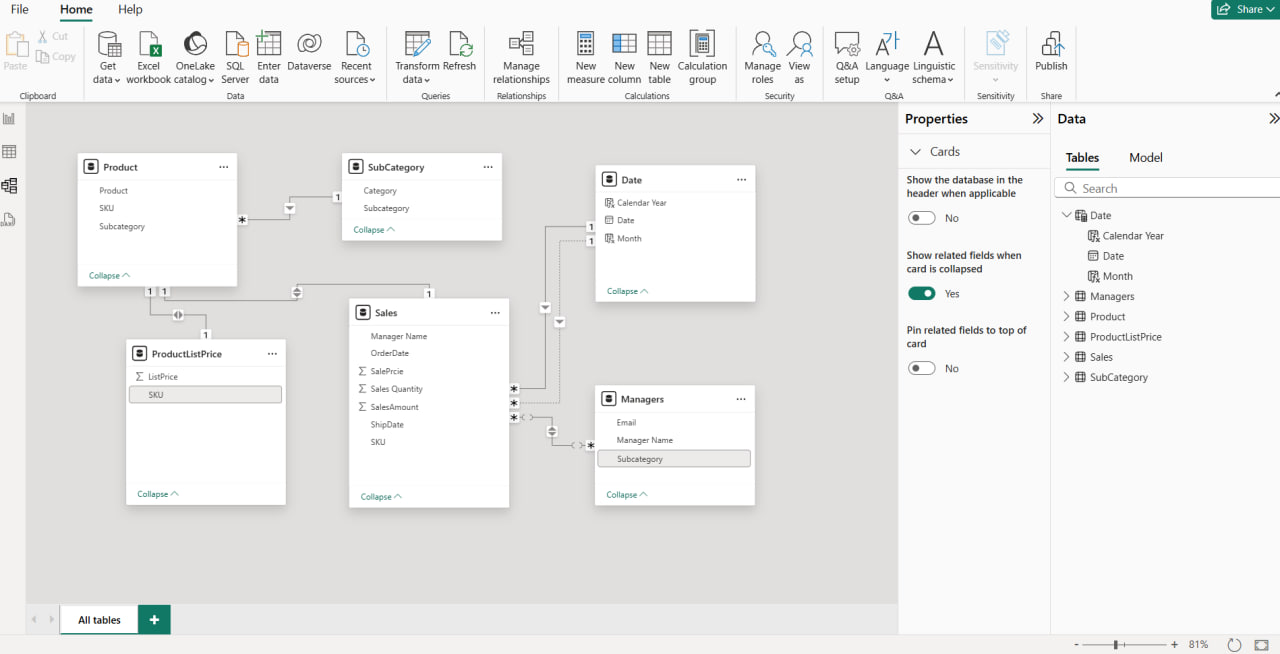 File Home Help
Share
Paste
Cut
Copy
Clipboard
Get data
Excel workbook
OneLake catalog
SQL Server
Enter data
Dataverse
Recent sources
Data
Transform data
Refresh
Queries
Manage relationships
Relationships
New measure
New column
New table
Calculation group
Calculations
Manage roles
View as
Security
Q&A setup
Language
Linguistic schema
Q&A
Sensitivity
Sensitivity
Publish
Share
Product
Product
SKU
Subcategory
Collapse
1 1
*
1
SubCategory
Category
Subcategory
Collapse
Date
Calendar Year
Date
Month
Collapse
1
1
1
ProductListPrice
ListPrice
SKU
Collapse
1
Sales
Manager Name
OrderDate
SalePrcie
Sales Quantity
SalesAmount
ShipDate
SKU
Collapse
*
*
*
*
Managers
Email
Manager Name
Subcategory
Collapse
Properties
Cards
Show the database in the
header when applicable
No
Show related fields when
card is collapsed
Yes
Pin related fields to top of
card
No
Data
Tables Model
Search
Date
Calendar Year
Date
Month
Managers
Product
ProductListPrice
Sales
SubCategory
All tables
+
- + 81%